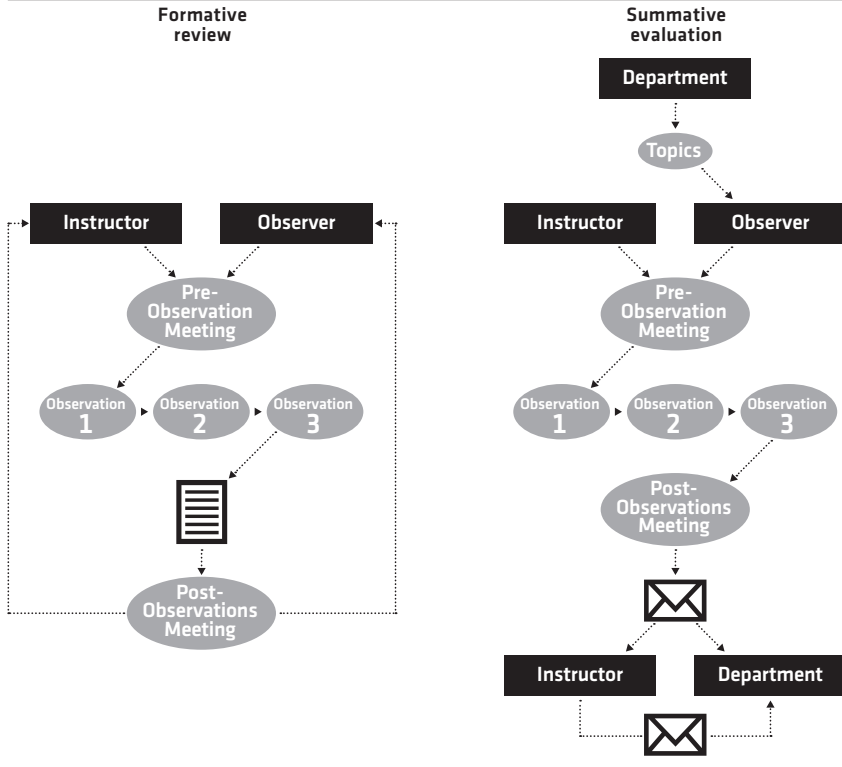 Formative
review
Instructor
Observer
Pre-
Observation
Meeting
Observation
1
Observation
2
Observation
3
Post-
Observations
Meeting
Summative
evaluation
Department
Topics
Instructor
Observer
Pre-
Observation
Meeting
Observation
1
Observation
2
Observation
3
Post-
Observations
Meeting
Instructor
Department